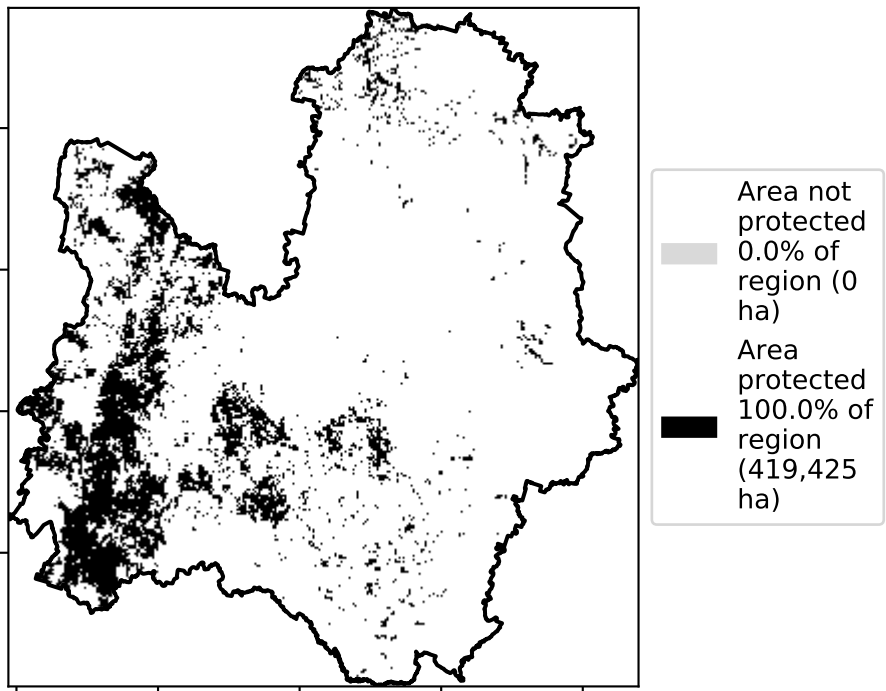 Area not
protected
0.0% of
region (0
ha)
Area
protected
100.0% of
region
(419,425
ha)